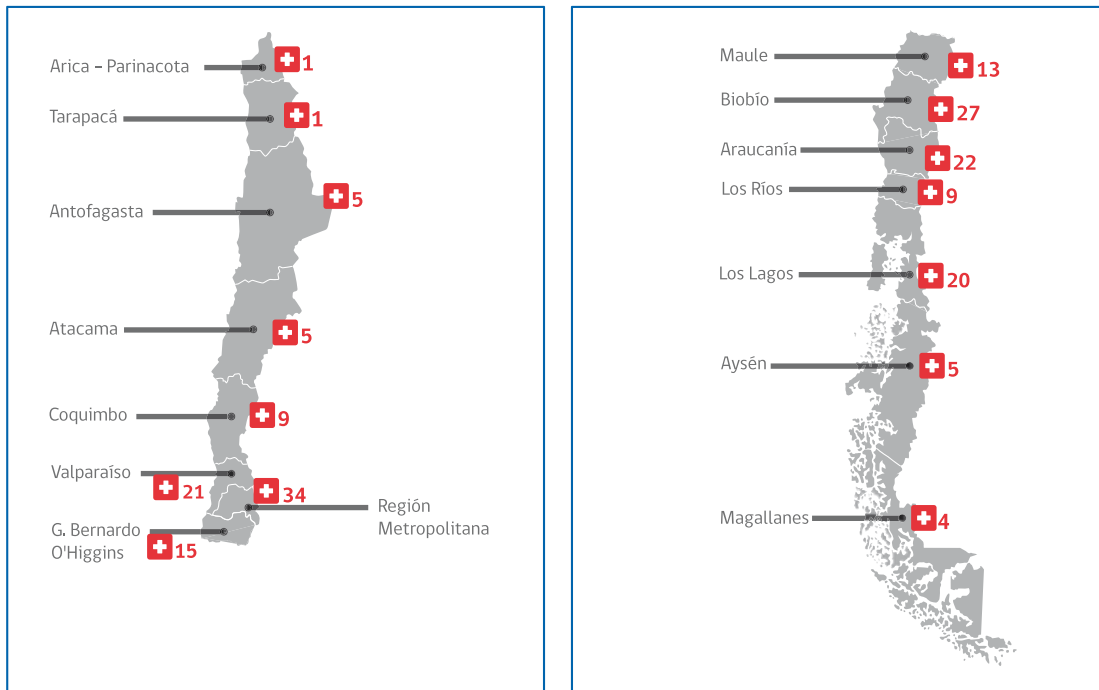 Arica – Parinacota
1
Tarapacá
1
Antofagasta
5
Atacama
5
Coquimbo
9
Valparaíso
21
34
Región
Metropolitana
G. Bernardo
O'Higgins
15
Maule
13
Biobío
27
Araucanía
22
Los Ríos
9
Los Lagos
20
Aysén
5
Magallanes
4